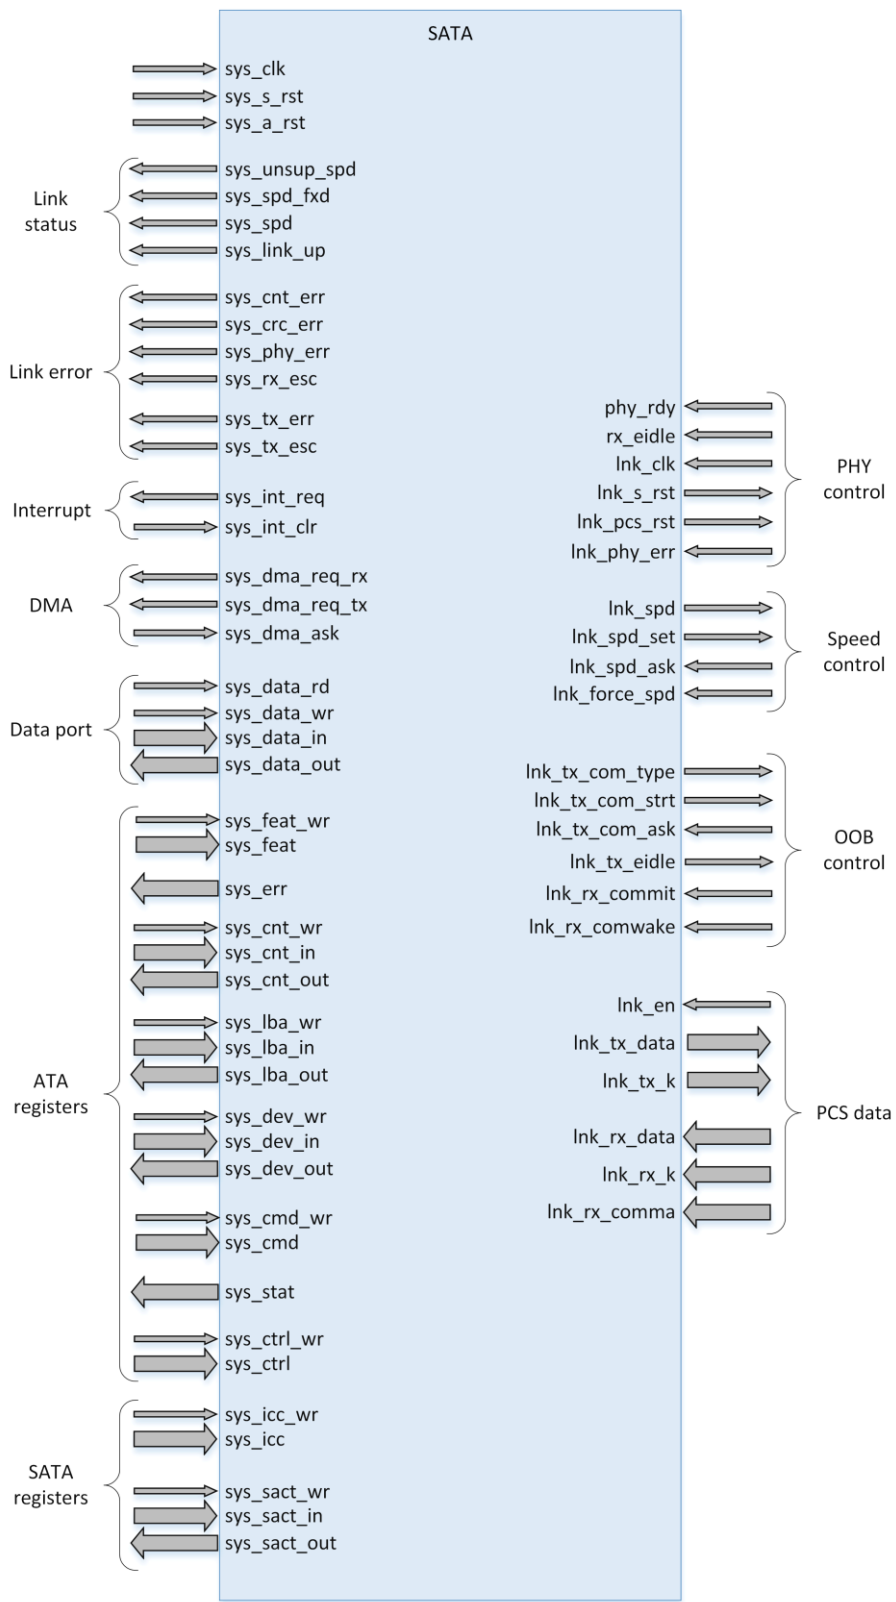 SATA
sys_clk
sys_s_rst
sys_a_rst
Link
status
sys_unsup_spd
sys_spd_fxd
sys_spd
sys_link_up
Link error
sys_cnt_err
sys_crc_err
sys_phy_err
sys_rx_esc
sys_tx_err
sys_tx_esc
Interrupt
sys_int_req
sys_int_clr
DMA
sys_dma_req_rx
sys_dma_req_tx
sys_dma_ask
Data port
sys_data_rd
sys_data_wr
sys_data_in
sys_data_out
ATA
registers
sys_feat_wr
sys_feat
sys_err
sys_cnt_wr
sys_cnt_in
sys_cnt_out
sys_lba_wr
sys_lba_in
sys_lba_out
sys_dev_wr
sys_dev_in
sys_dev_out
sys_cmd_wr
sys_cmd
sys_stat
sys_ctrl_wr
sys_ctrl
SATA
registers
sys_icc_wr
sys_icc
sys_sact_wr
sys_sact_in
sys_sact_out
phy_rdy
rx_eidle
lnk_clk
lnk_s_rst
lnk_pcs_rst
lnk_phy_err
PHY
control
lnk_spd
lnk_spd_set
lnk_spd_ask
lnk_force_spd
Speed
control
lnk_tx_com_type
lnk_tx_com_strt
lnk_tx_com_ask
lnk_tx_eidle
lnk_rx_commit
lnk_rx_comwake
OOB
control
lnk_en
lnk_tx_data
lnk_tx_k
lnk_rx_data
lnk_rx_k
lnk_rx_comma
PCS data